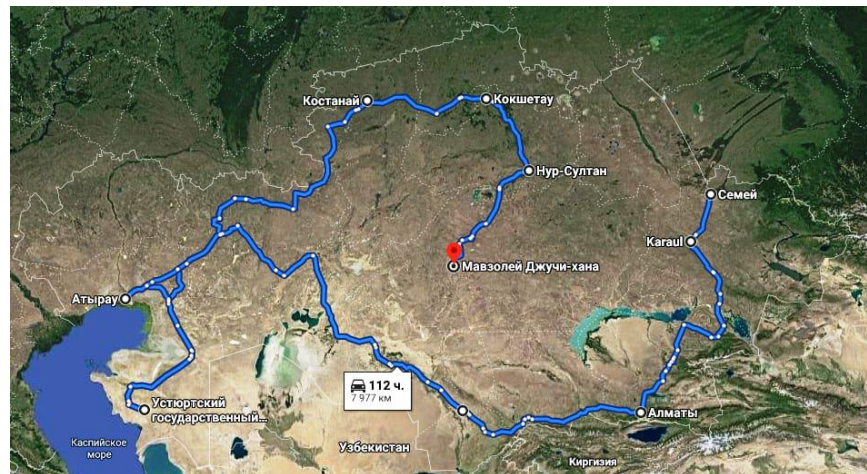 Костанай
Кокшетау
Нур-Султан
Семей
Karaul
Мавзолей Джучи-хана
Атырау
112 ч.
7 977 км
Устюртский
государственный...
Алматы
Каспийское
море
Узбекистан
Киргизия